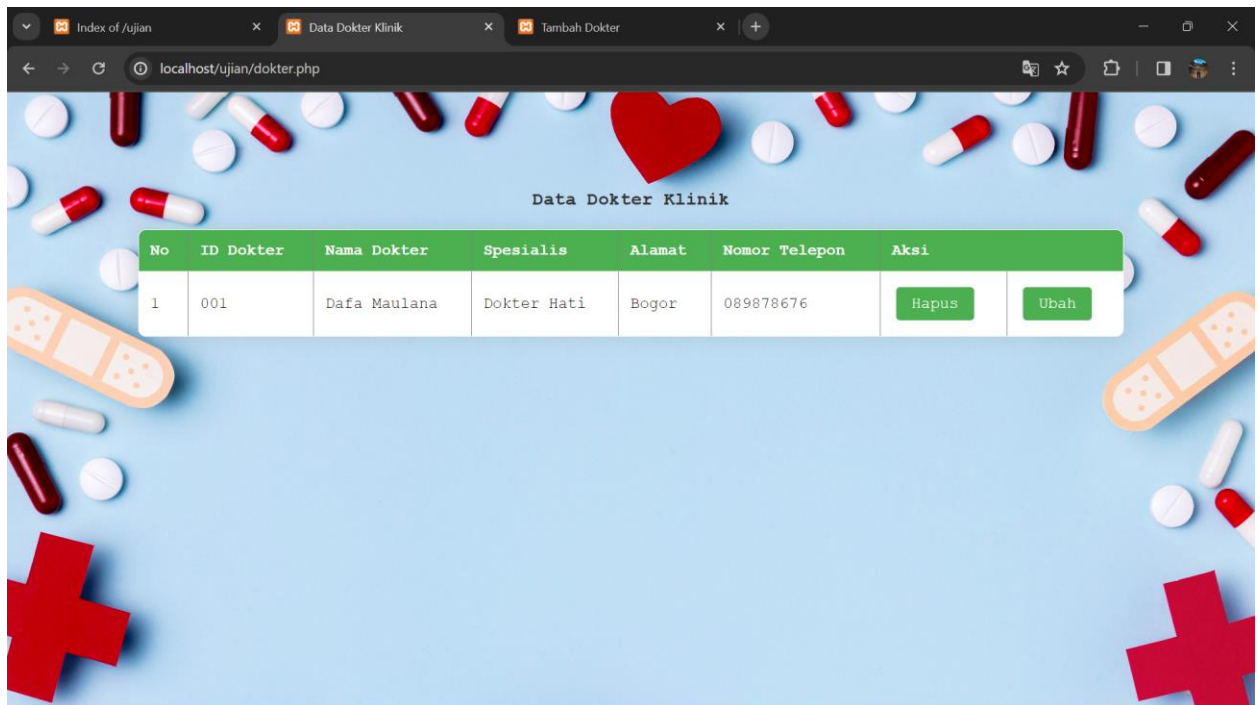 Index of /ujian
Data Dokter Klinik
Tambah Dokter
localhost/ujian/dokter.php
Data Dokter Klinik
No ID Dokter Nama Dokter Spesialis Alamat Nomor Telepon Aksi
1 001 Dafa Maulana Dokter Hati Bogor 089878676 Hapus Ubah